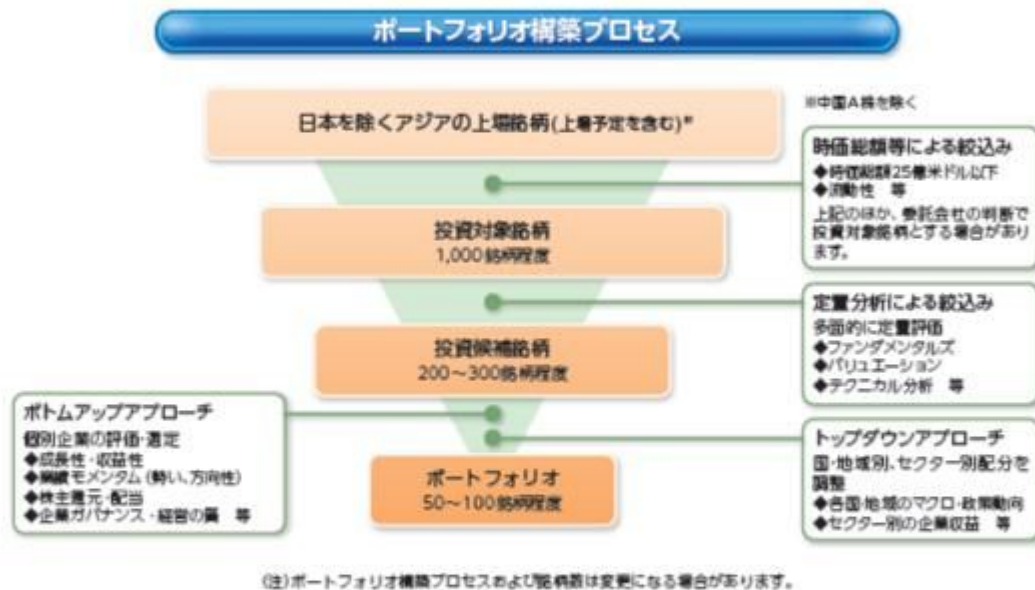 ポートフォリオ構築プロセス
日本を除くアジアの上場銘柄(上場予定を含む)※
※中国A株を除く
時価総額等による絞込み
◆時価総額25億米ドル以下
◆流動性 等
上記のほか、委託会社の判断で
投資対象銘柄とする場合があり
ます。
投資対象銘柄
1,000銘柄程度
定量分析による絞込み
多面的に定量評価
◆ファンダメンタルズ
◆バリュエーション
◆テクニカル分析 等
投資候補銘柄
200～300銘柄程度
ボトムアップアプローチ
個別企業の評価・選定
◆成長性・収益性
◆業績モメンタム(勢い、方向性)
◆株主還元・配当
◆企業ガバナンス・経営の質 等
トップダウンアプローチ
国・地域別、セクター別配分を
調整
◆各国・地域のマクロ・政策動向
◆セクター別の企業収益 等
ポートフォリオ
50～100銘柄程度
(注)ポートフォリオ構築プロセスおよび銘柄数は変更になる場合があります。